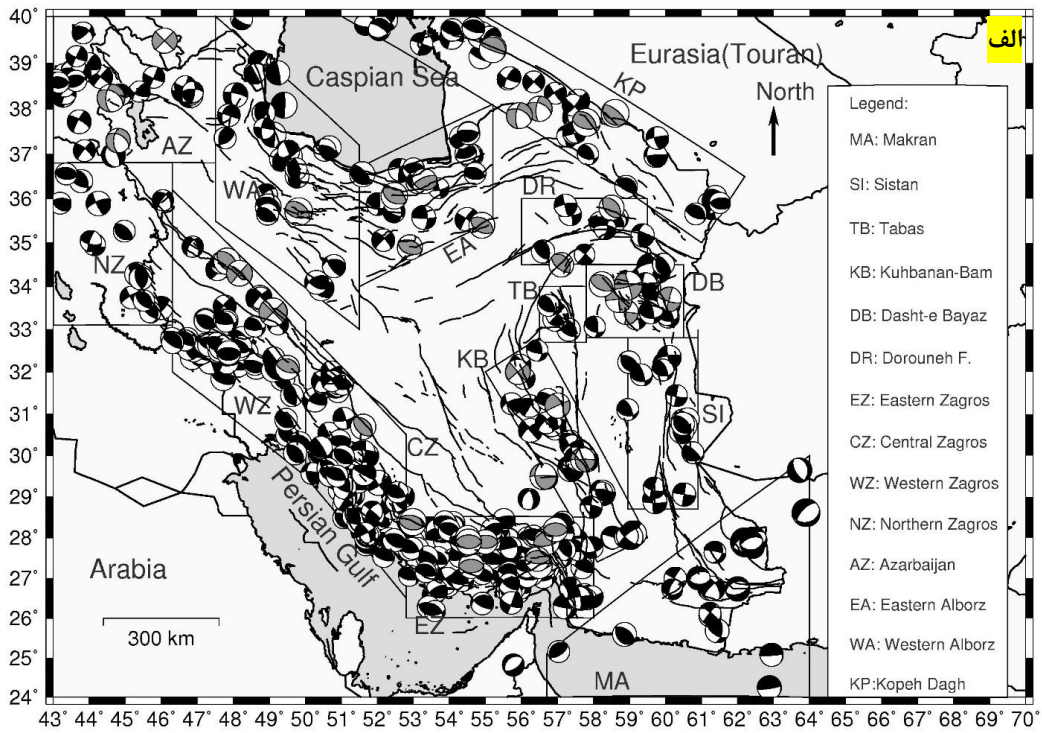 الف
40˚
39˚
38˚
37˚
36˚
35˚
34˚
33˚
32˚
31˚
30˚
29˚
28˚
27˚
26˚
25˚
24˚
43˚ 44˚ 45˚ 46˚ 47˚ 48˚ 49˚ 50˚ 51˚ 52˚ 53˚ 54˚ 55˚ 56˚ 57˚ 58˚ 59˚ 60˚ 61˚ 62˚ 63˚ 64˚ 65˚ 66˚ 67˚ 68˚ 69˚ 70˚
Eurasia(Touran)
Caspian Sea
KP
North
AZ
WA
DR
EA
NZ
TB
DB
KB
WZ
SI
CZ
Persian Gulf
Arabia
EZ
300 km
MA
Legend:
MA: Makran
SI: Sistan
TB: Tabas
KB: Kuhbanan-Bam
DB: Dasht-e Bayaz
DR: Dorouneh F.
EZ: Eastern Zagros
CZ: Central Zagros
WZ: Western Zagros
NZ: Northern Zagros
AZ: Azarbaijan
EA: Eastern Alborz
WA: Western Alborz
KP:Kopeh Dagh